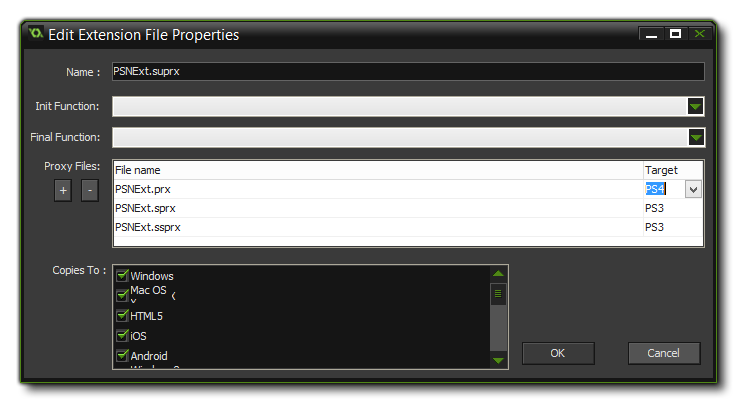 Edit Extension File Properties
Name :
PSNExt.suprx
Init Function:
Final Function:
Proxy Files:
File name Target
+ -
PSNExt.prx PS4
PSNExt.sprx PS3
PSNExt.ssprx PS3
Copies To :
Windows
Mac OS
HTML5
iOS
Android
OK Cancel